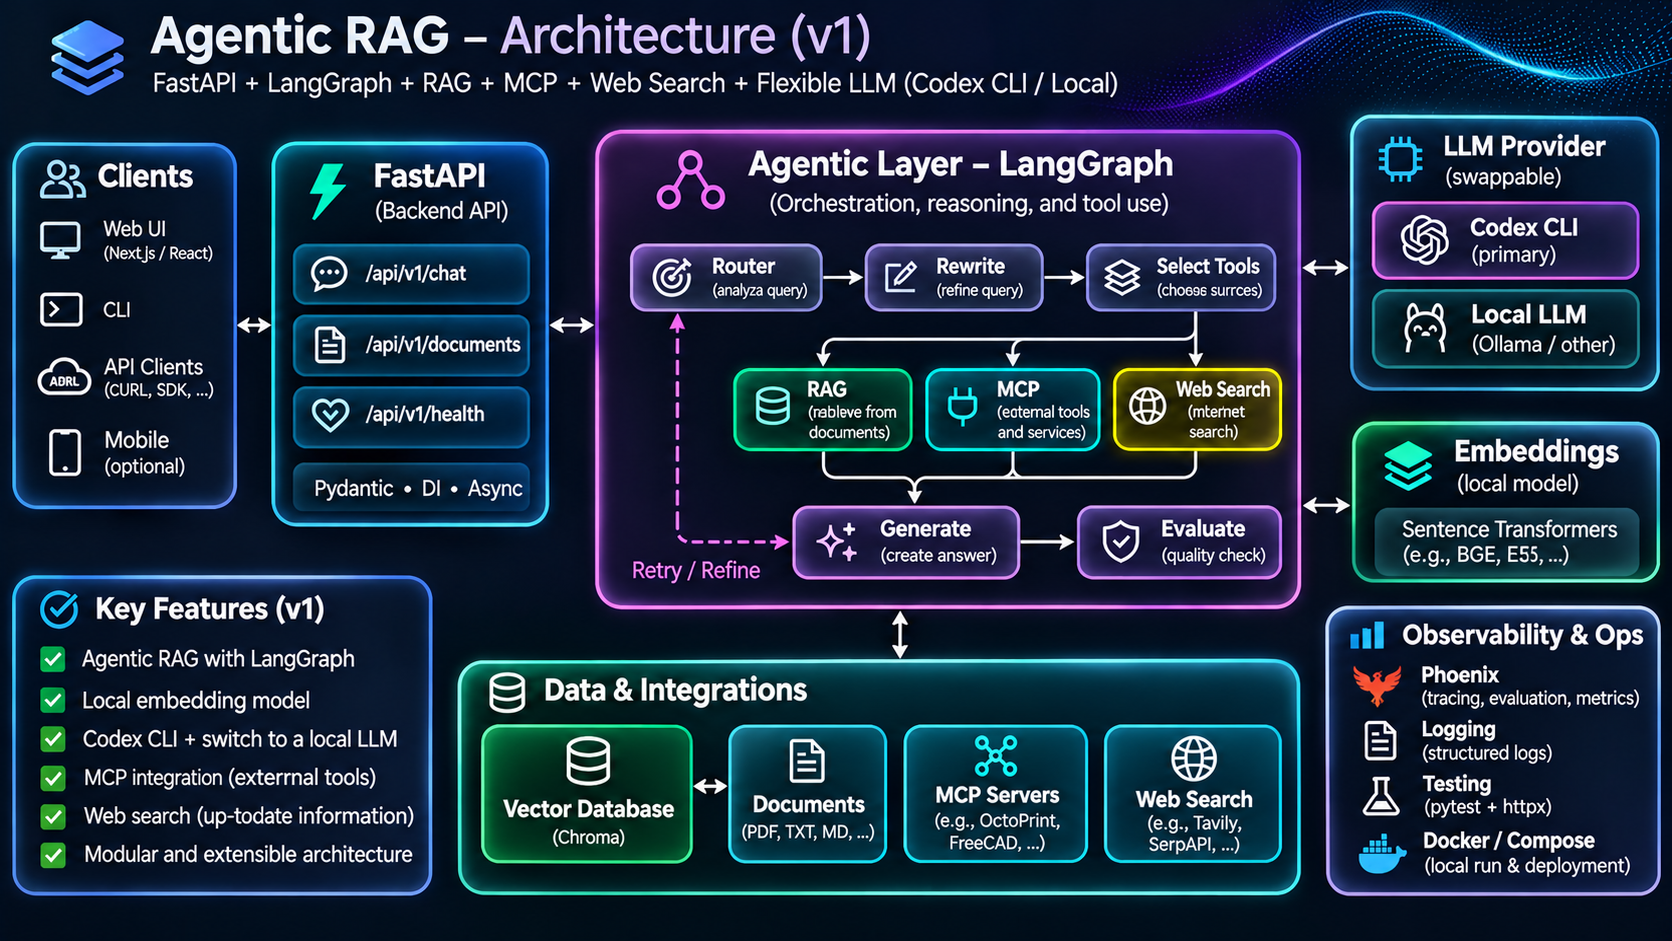 Agentic RAG – Architecture (v1)
FastAPI + LangGraph + RAG + MCP + Web Search + Flexible LLM (Codex CLI / Local)
Clients
Web UI
(Next.js / React)
CLI
ADRL
API Clients
(CURL, SDK, ...)
Mobile
(optional)
FastAPI
(Backend API)
/api/v1/chat
/api/v1/documents
/api/v1/health
Pydantic • DI • Async
Agentic Layer – LangGraph
(Orchestration, reasoning, and tool use)
Router
(analyza query)
Rewrite
(refine query)
Select Tools
(choose surrces)
RAG
(nableve from
documents)
MCP
(eaternal tools
and services)
Web Search
(mternet
search)
Generate
(create answer)
Evaluate
(quality check)
Retry / Refine
LLM Provider
(swappable)
Codex CLI
(primary)
Local LLM
(Ollama / other)
Embeddings
(local model)
Sentence Transformers
(e.g., BGE, E55, ...)
Key Features (v1)
Agentic RAG with LangGraph
Local embedding model
Codex CLI + switch to a local LLM
MCP integration (exterrnal tools)
Web search (up-todate information)
Modular and extensible architecture
Data & Integrations
Vector Database
(Chroma)
Documents
(PDF, TXT, MD, ...)
MCP Servers
(e.g., OctoPrint,
FreeCAD, ...)
Web Search
(e.g., Tavily,
SerpAPI, ...)
Observability & Ops
Phoenix
(tracing, evaluation, metrics)
Logging
(structured logs)
Testing
(pytest + httpx)
Docker / Compose
(local run & deployment)